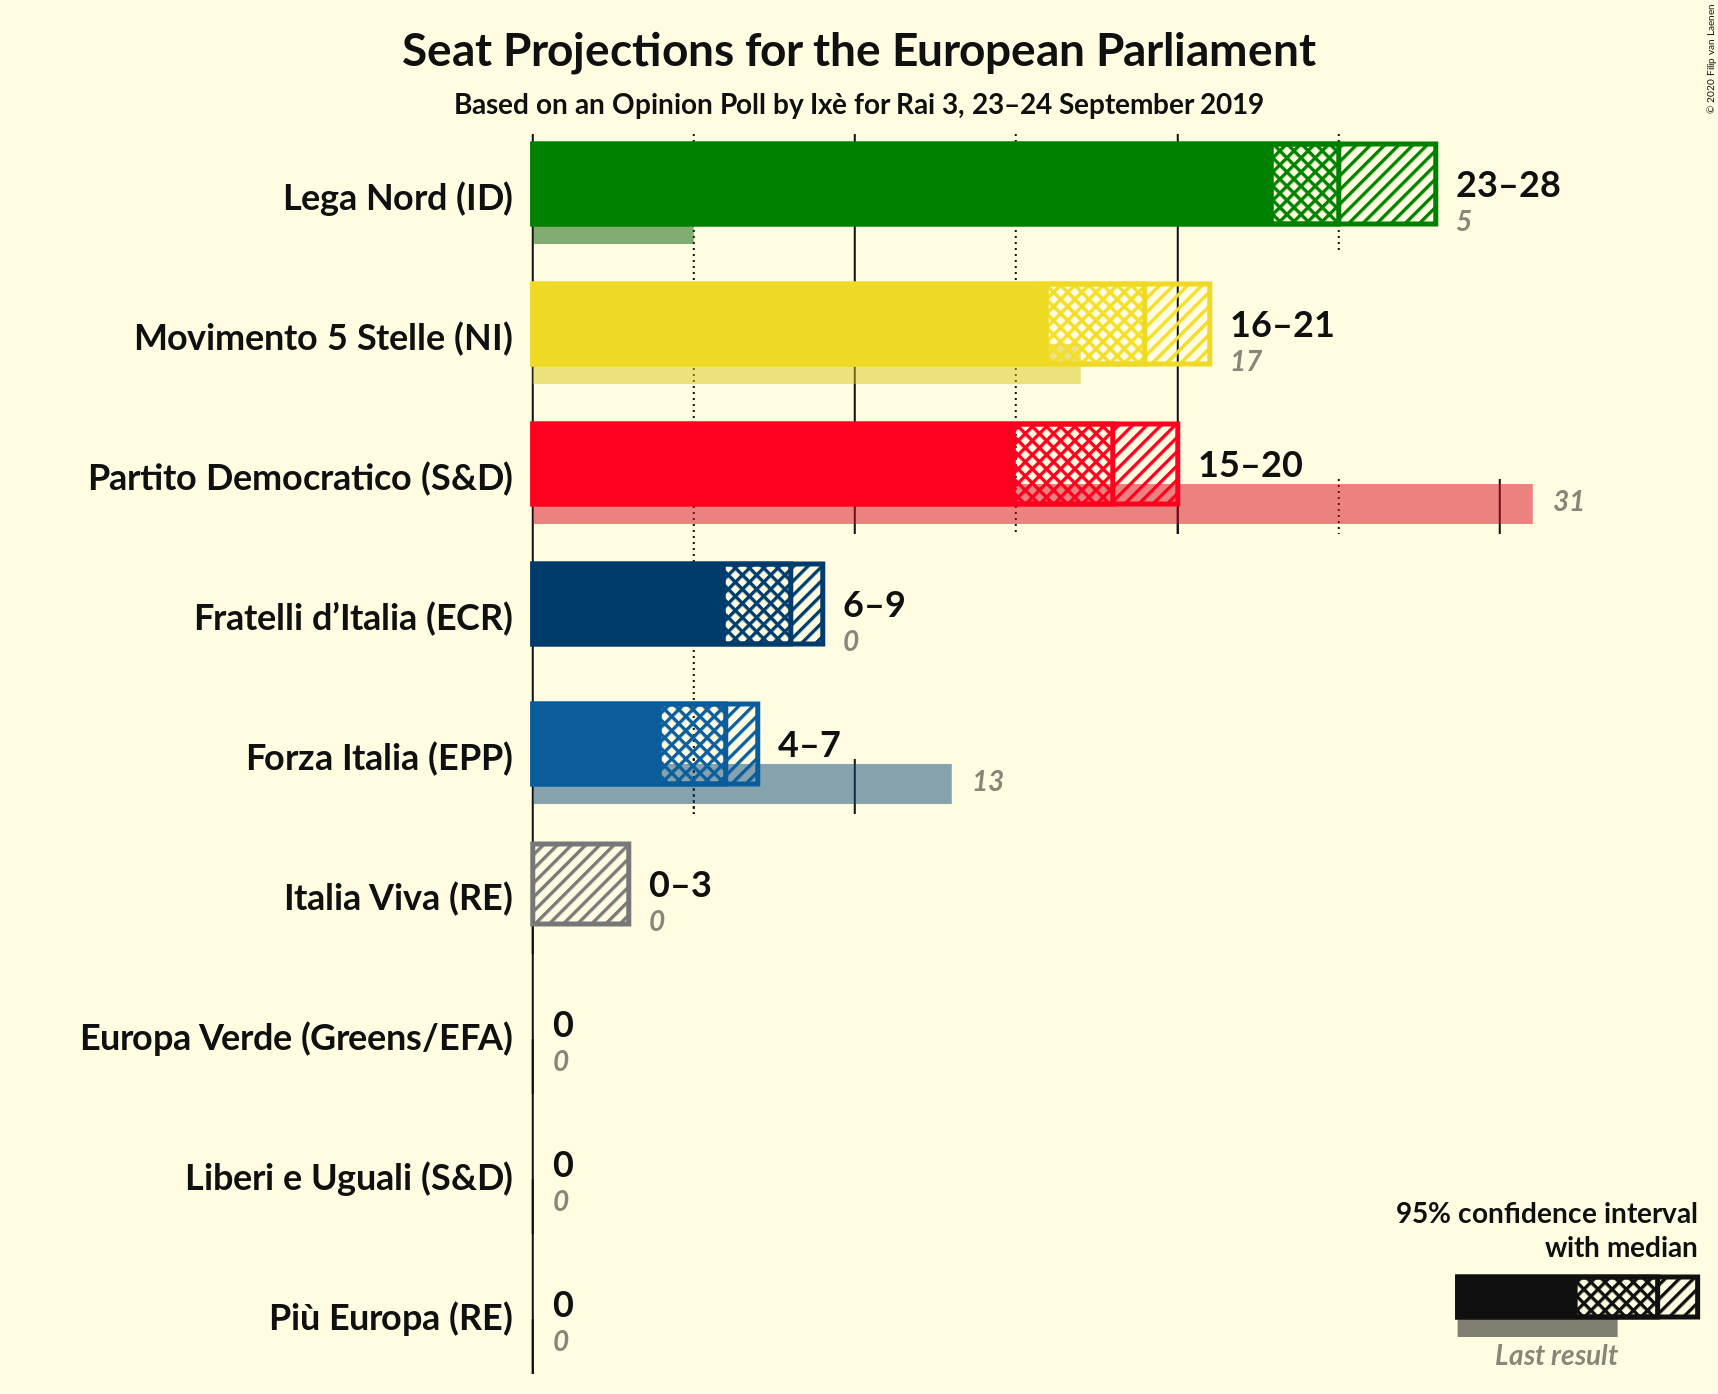 Seat Projections for the European Parliament
Based on an Opinion Poll by Ixè for Rai 3, 23–24 September 2019
© 2020 Filip van Laenen
Lega Nord (ID)
23–28
5
Movimento 5 Stelle (NI)
16–21
17
Partito Democratico (S&D)
15–20
31
Fratelli d’Italia (ECR)
6–9
0
Forza Italia (EPP)
4–7
13
Italia Viva (RE)
0–3
0
Europa Verde (Greens/EFA)
0
0
Liberi e Uguali (S&D)
0
0
Più Europa (RE)
0
0
95% confidence interval
with median
Last result